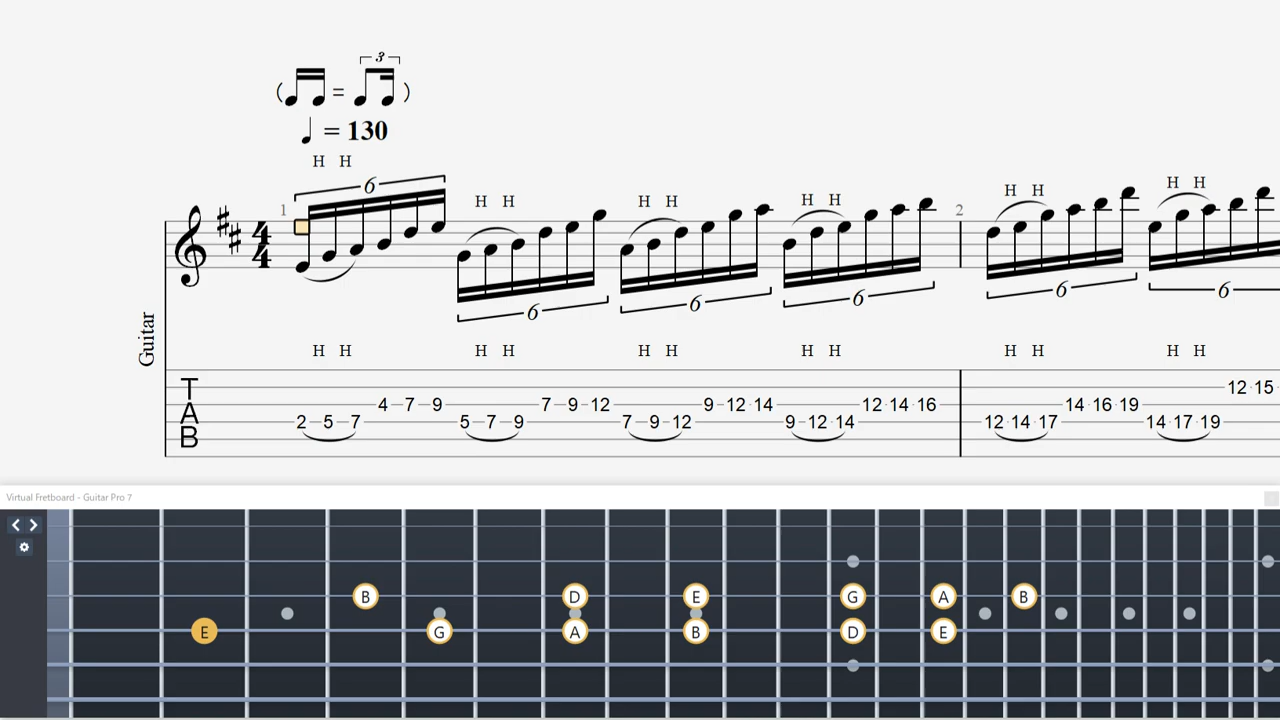 3
( = )
= 130
H H
6
1
H H
H H
H H
2
H H
H H
4
4
6
6
6
6
6
Guitar
H H H H H H H H H H H H
T
A
B
12 15
4 7 9 7 9 12 9 12 14 12 14 16 14 16 19
2 5 7 5 7 9 7 9 12 9 12 14 12 14 17 14 17 19
Virtual Fretboard - Guitar Pro 7
B D E G A B
E G A B D E